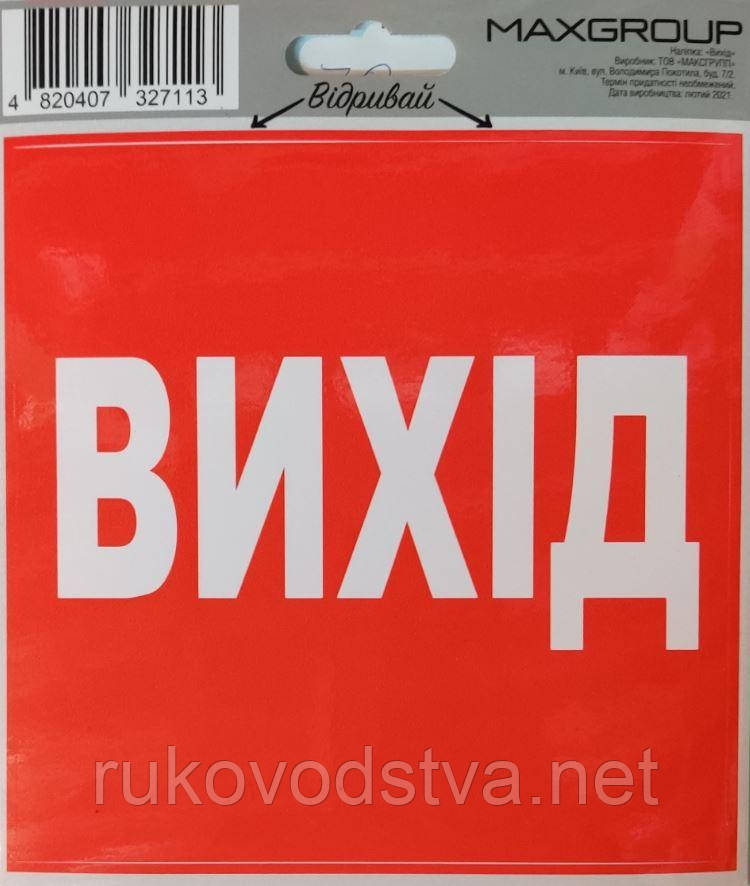 MAXGROUP
Наліпка: «Вихід»
Виробник: ТОВ «МАКСГРУПП»
м. Київ, вул. Володимира Покотила, буд. 7/2.
Термін придатності необмежений.
Дата виробництва: лютий 2021.
4 820407 327113
Відривай
ВИХІД
rukovodstva.net